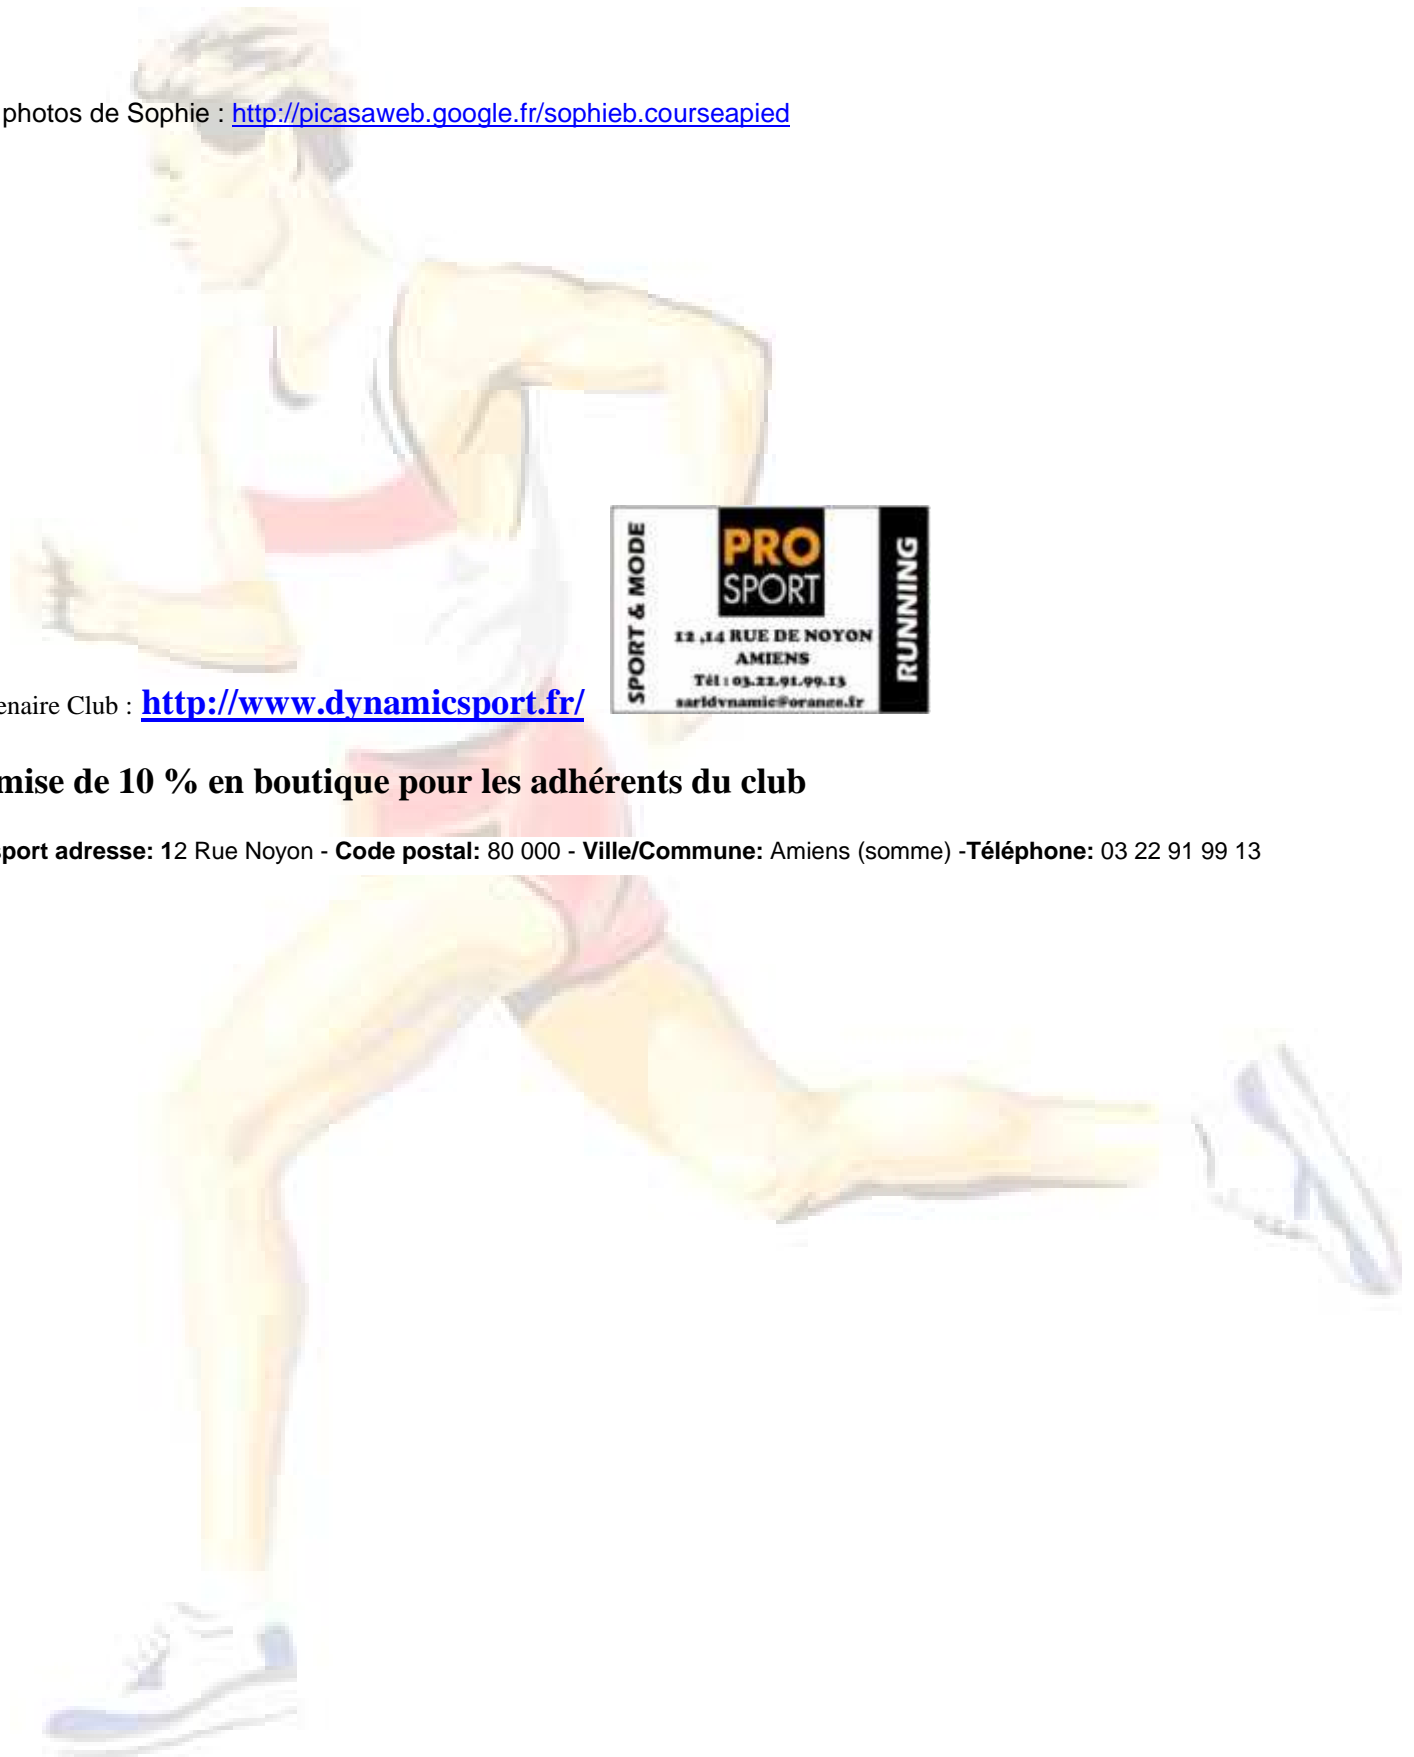 photos de Sophie : http://picasaweb.google.fr/sophieb.courseapied
SPORT & MODE
PRO
SPORT
12 ,14 RUE DE NOYON
AMIENS
Tél : 03.22.91.99.13
sarldynamic@orange.fr
RUNNING
enaire Club : http://www.dynamicsport.fr/
mise de 10 % en boutique pour les adhérents du club
sport adresse: 12 Rue Noyon - Code postal: 80 000 - Ville/Commune: Amiens (somme) -Téléphone: 03 22 91 99 13